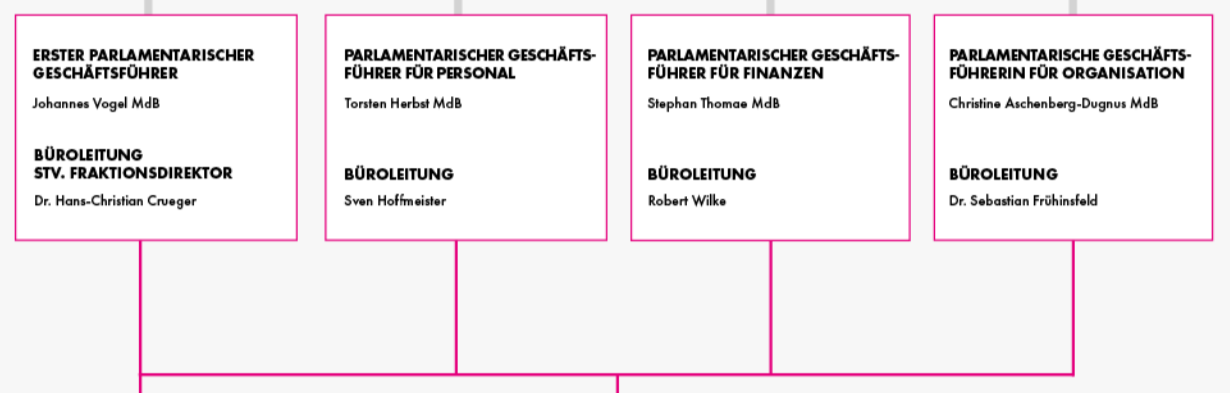 ERSTER PARLAMENTARISCHER
GESCHÄFTSFÜHRER
Johannes Vogel MdB
BÜROLEITUNG
STV. FRAKTIONSDIREKTOR
Dr. Hans-Christian Crueger
PARLAMENTARISCHER GESCHÄFTS-
FÜHRER FÜR PERSONAL
Torsten Herbst MdB
BÜROLEITUNG
Sven Hoffmeister
PARLAMENTARISCHER GESCHÄFTS-
FÜHRER FÜR FINANZEN
Stephan Thomae MdB
BÜROLEITUNG
Robert Wilke
PARLAMENTARISCHE GESCHÄFTS-
FÜHRERIN FÜR ORGANISATION
Christine Aschenberg-Dugnus MdB
BÜROLEITUNG
Dr. Sebastian Frühinsfeld